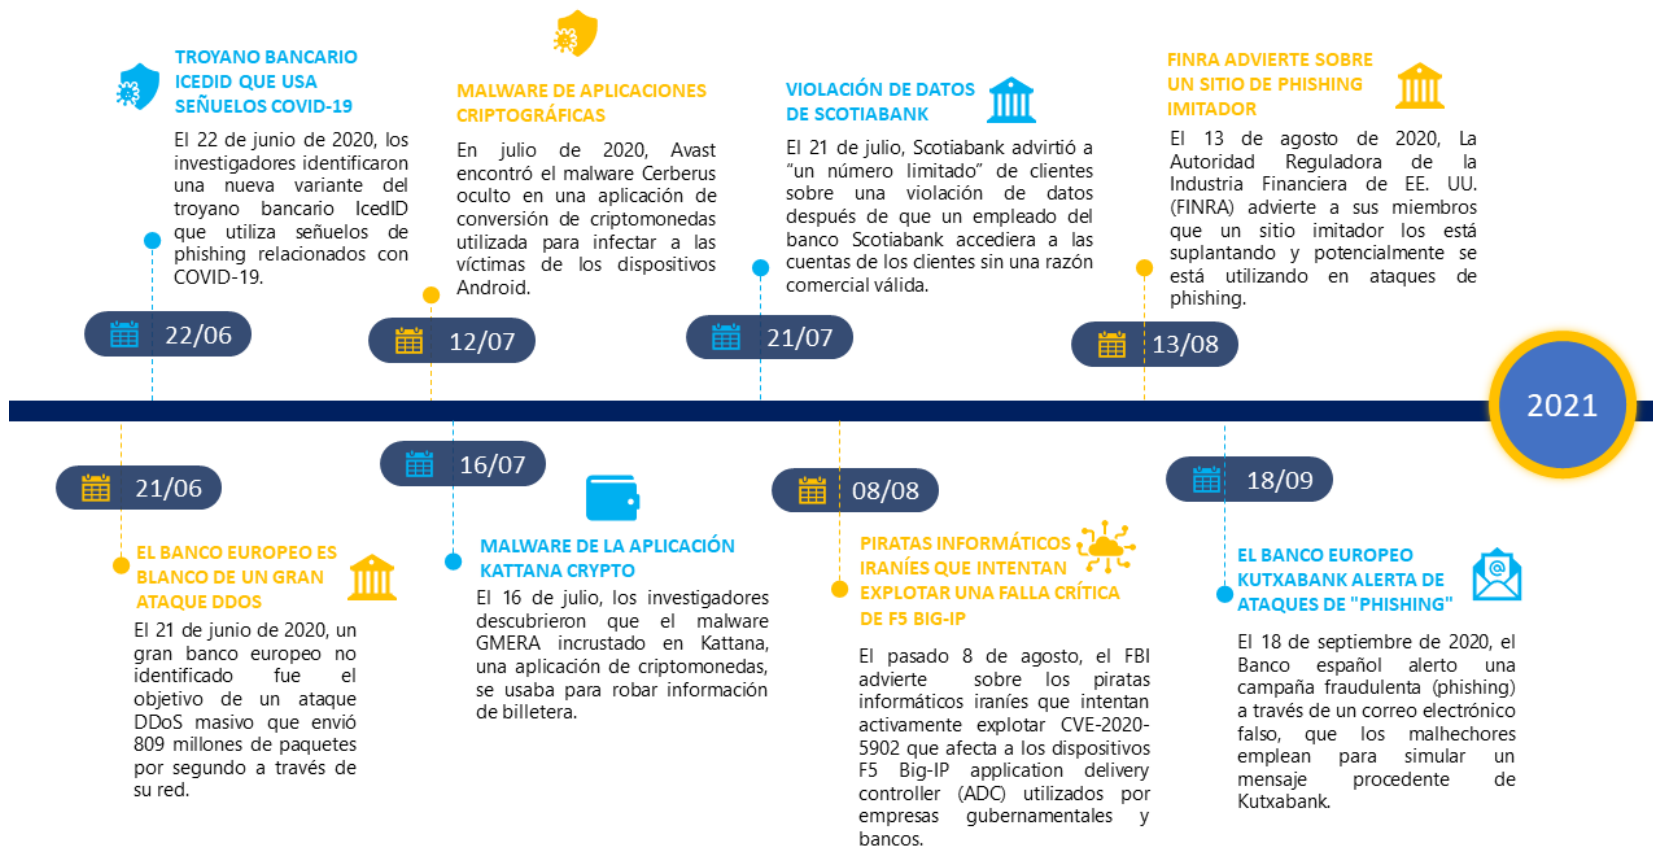 TROYANO BANCARIO
ICEDID QUE USA
SEÑUELOS COVID-19
El 22 de junio de 2020, los
investigadores identificaron
una nueva variante del
troyano bancario IcedID
que utiliza señuelos de
phishing relacionados con
COVID-19.
22/06
MALWARE DE APLICACIONES
CRIPTOGRÁFICAS
En julio de 2020, Avast
encontró el malware Cerberus
oculto en una aplicación de
conversión de criptomonedas
utilizada para infectar a las
víctimas de los dispositivos
Android.
12/07
VIOLACIÓN DE DATOS
DE SCOTIABANK
El 21 de julio, Scotiabank advirtió a
“un número limitado” de clientes
sobre una violación de datos
después de que un empleado del
banco Scotiabank accediera a las
cuentas de los clientes sin una razón
comercial válida.
21/07
FINRA ADVIERTE SOBRE
UN SITIO DE PHISHING
IMITADOR
El 13 de agosto de 2020, La
Autoridad Reguladora de la
Industria Financiera de EE. UU.
(FINRA) advierte a sus miembros
que un sitio imitador los está
suplantando y potencialmente se
está utilizando en ataques de
phishing.
13/08
2021
21/06
EL BANCO EUROPEO ES
BLANCO DE UN GRAN
ATAQUE DDOS
El 21 de junio de 2020, un
gran banco europeo no
identificado fue el
objetivo de un ataque
DDoS masivo que envió
809 millones de paquetes
por segundo a través de
su red.
16/07
MALWARE DE LA APLICACIÓN
KATTANA CRYPTO
El 16 de julio, los investigadores
descubrieron que el malware
GMERA incrustado en Kattana,
una aplicación de criptomonedas,
se usaba para robar información
de billetera.
08/08
PIRATAS INFORMÁTICOS
IRANÍES QUE INTENTAN
EXPLOTAR UNA FALLA CRÍTICA
DE F5 BIG-IP
El pasado 8 de agosto, el FBI
advierte sobre los piratas
informáticos iraníes que intentan
activamente explotar CVE-2020-
5902 que afecta a los dispositivos
F5 Big-IP application delivery
controller (ADC) utilizados por
empresas gubernamentales y
bancos.
18/09
EL BANCO EUROPEO
KUTXABANK ALERTA DE
ATAQUES DE "PHISHING"
El 18 de septiembre de 2020, el
Banco español alerto una
campaña fraudulenta (phishing)
a través de un correo electrónico
falso, que los malhechores
emplean para simular un
mensaje procedente de
Kutxabank.